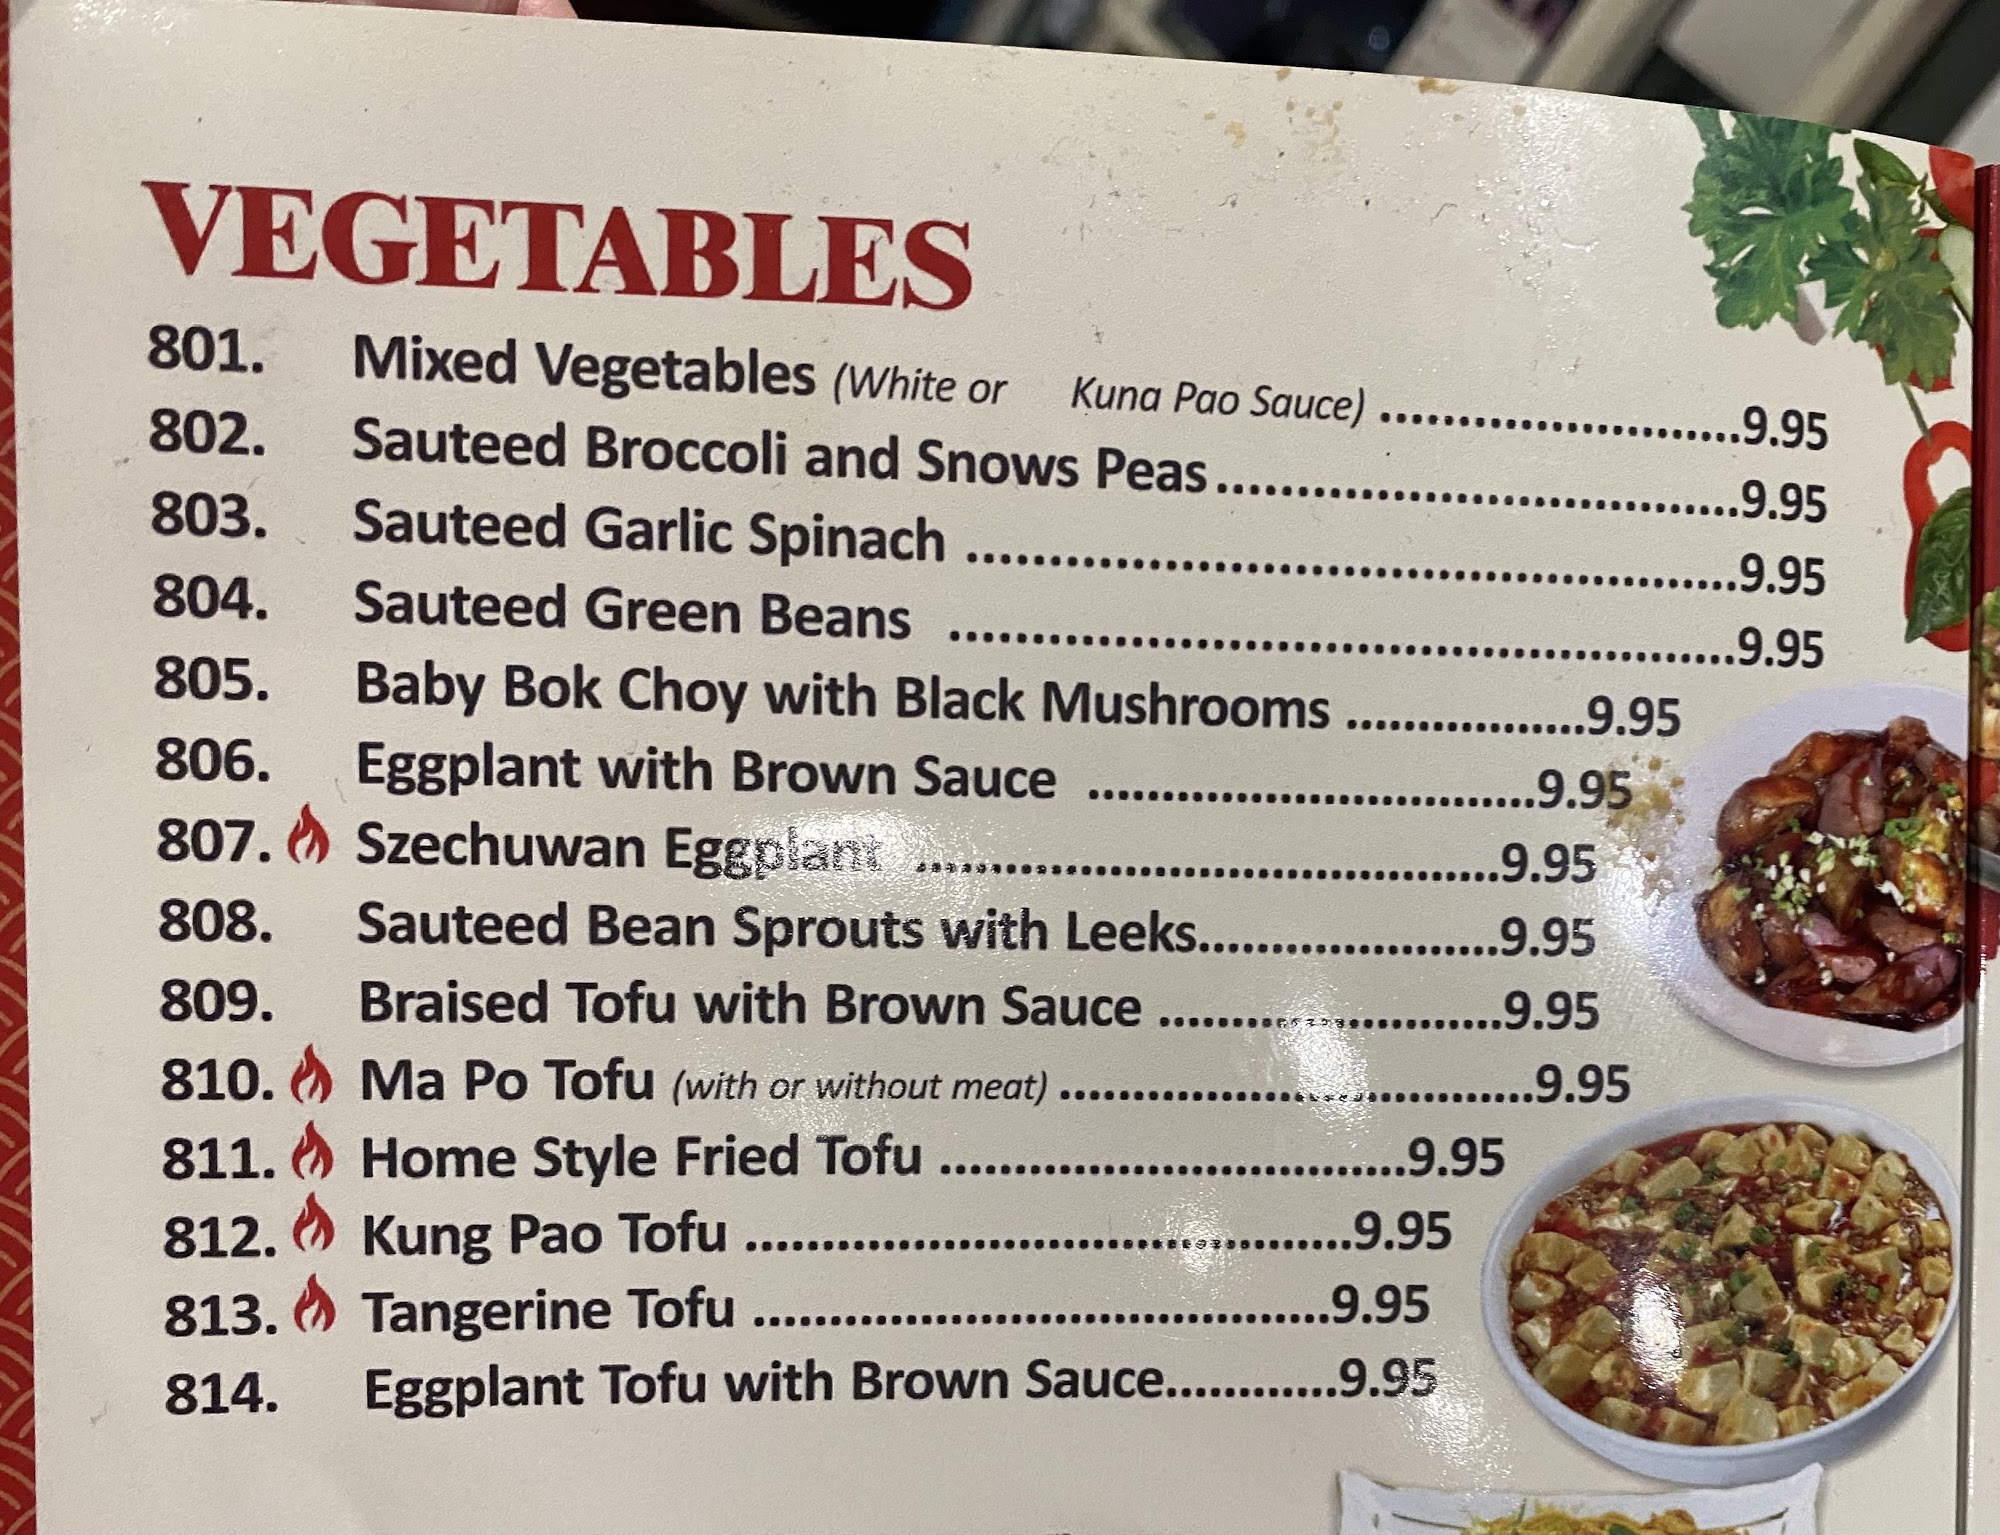 VEGETABLES
801. Mixed Vegetables (White or Kuna Pao Sauce) ........................9.95
802. Sauteed Broccoli and Snows Peas.................................9.95
803. Sauteed Garlic Spinach ................................................9.95
804. Sauteed Green Beans .................................................9.95
805. Baby Bok Choy with Black Mushrooms .................9.95
806. Eggplant with Brown Sauce ..............................9.95
807. Szechuwan Eggplant .......................................9.95
808. Sauteed Bean Sprouts with Leeks.....................9.95
809. Braised Tofu with Brown Sauce .......................9.95
810. Ma Po Tofu (with or without meat) ................................9.95
811. Home Style Fried Tofu ................................9.95
812. Kung Pao Tofu .........................................9.95
813. Tangerine Tofu .......................................9.95
814. Eggplant Tofu with Brown Sauce............9.95